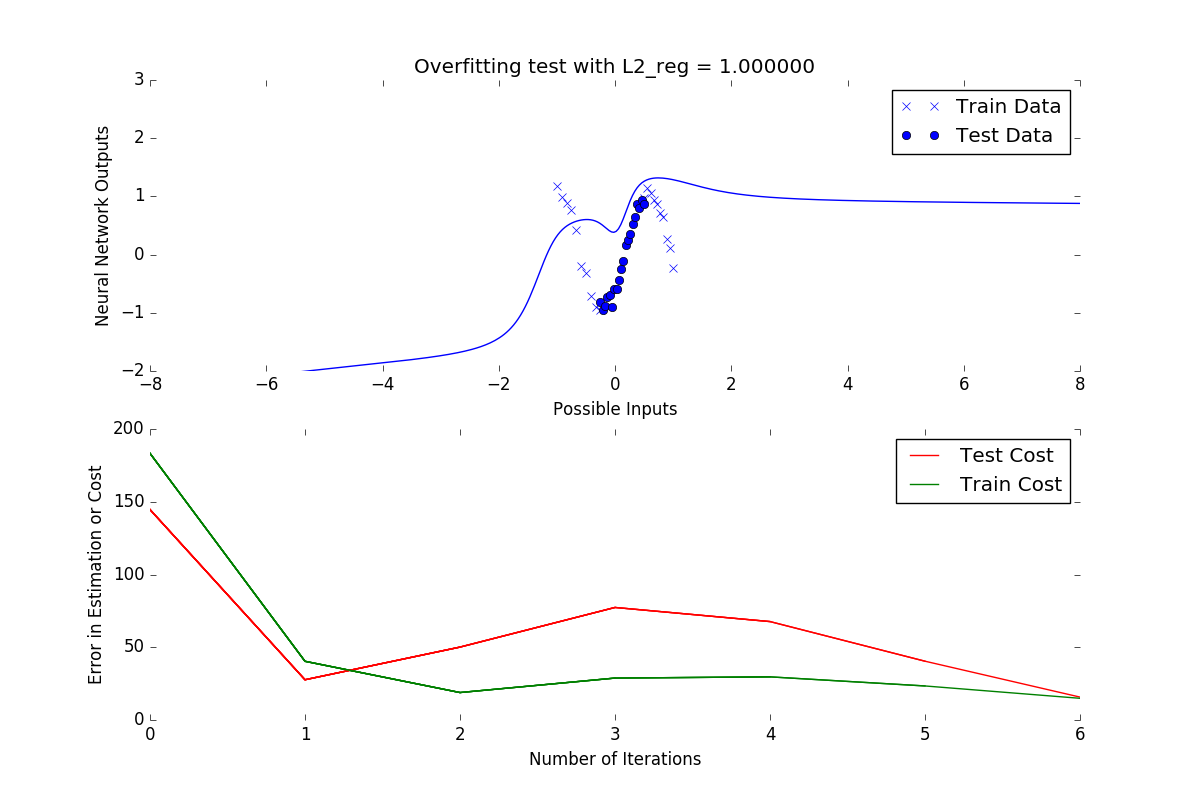 Overfitting test with L2_reg = 1.000000
3
2
1
0
−1
−2
Neural Network Outputs
Train Data
Test Data
−8 −6 −4 −2 0 2 4 6 8
Possible Inputs
200
150
100
50
0
Error in Estimation or Cost
Test Cost
Train Cost
0 1 2 3 4 5 6
Number of Iterations